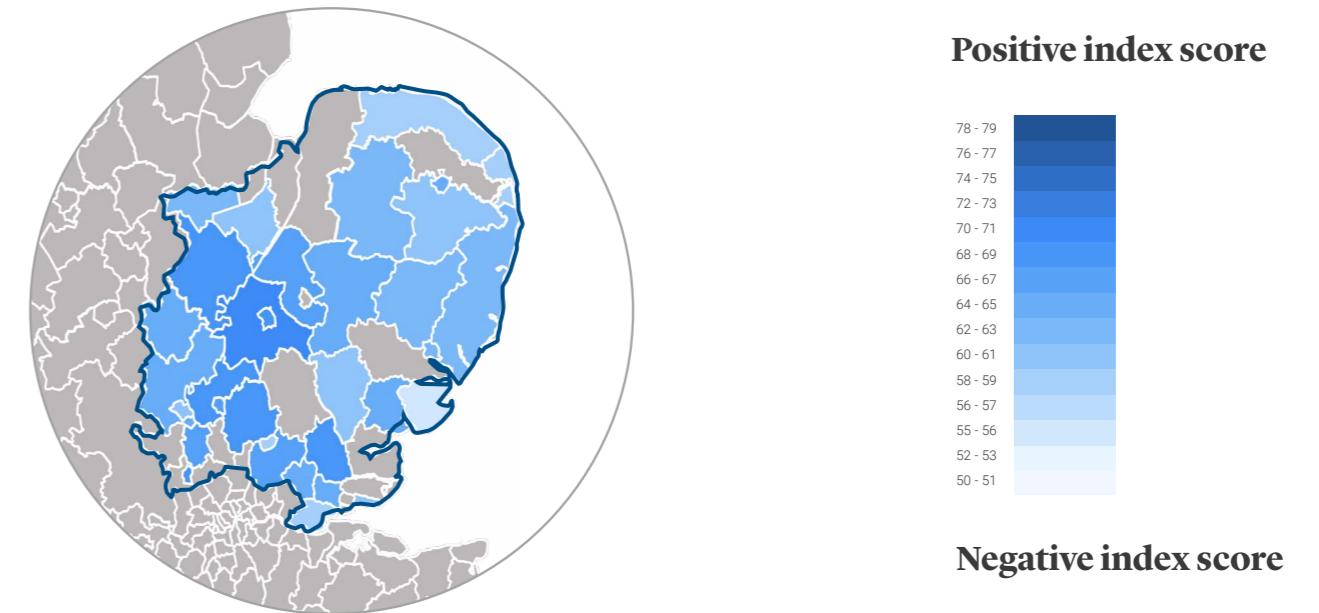 Positive index score
78 - 79
76 - 77
74 - 75
72 - 73
70 - 71
68 - 69
66 - 67
64 - 65
62 - 63
60 - 61
58 - 59
56 - 57
55 - 56
52 - 53
50 - 51
Negative index score